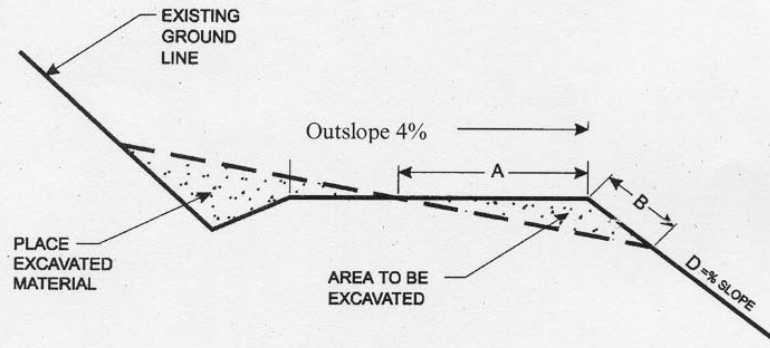 EXISTING
GROUND
LINE
Outslope 4%
A
B
PLACE
EXCAVATED
MATERIAL
AREA TO BE
EXCAVATED
D =% SLOPE